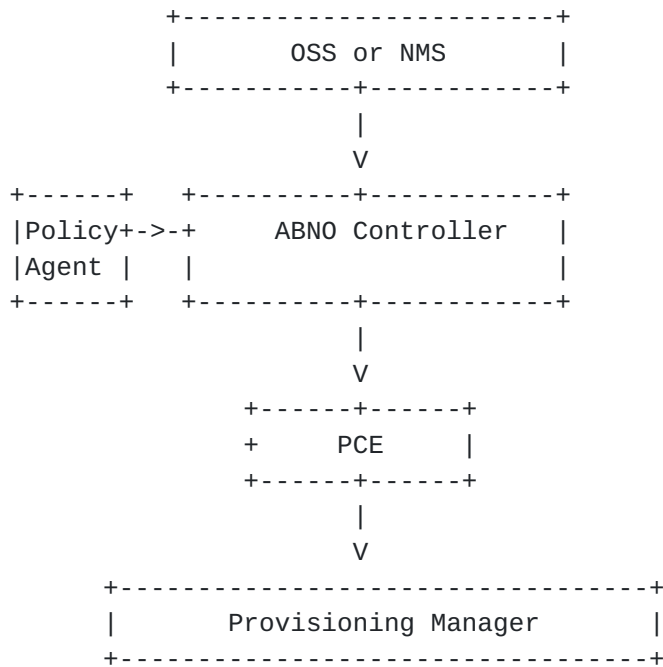 OSS or NMS
V
Policy ABNO Controller
Agent
V
PCE
V
Provisioning Manager